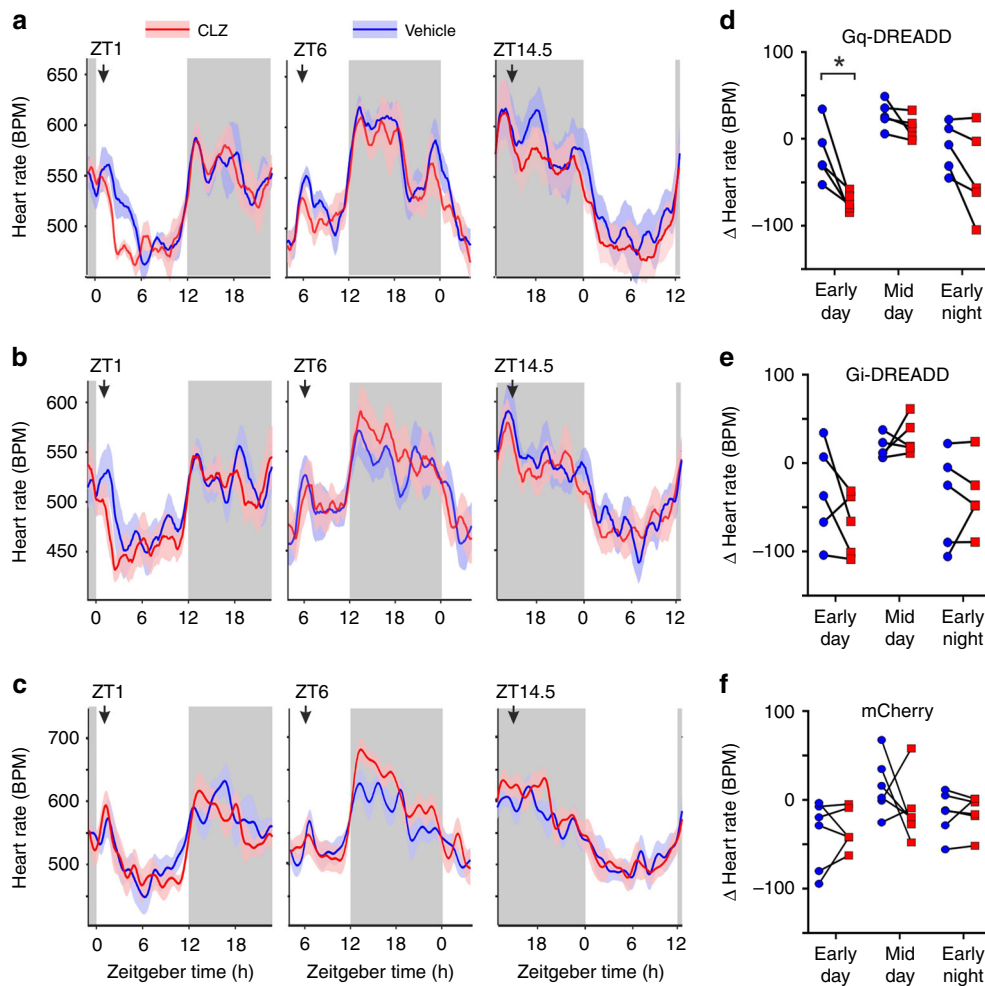 a
CLZ
Vehicle
ZT1
ZT6
ZT14.5
Heart rate (BPM)
650
600
550
500
0 6 12 18
6 12 18 0
18 0 6 12
b
ZT1
ZT6
ZT14.5
Heart rate (BPM)
600
550
500
450
0 6 12 18
6 12 18 0
18 0 6 12
c
ZT1
ZT6
ZT14.5
Heart rate (BPM)
700
600
500
0 6 12 18
6 12 18 0
18 0 6 12
Zeitgeber time (h)
Zeitgeber time (h)
Zeitgeber time (h)
d
Gq-DREADD
*
Δ Heart rate (BPM)
100
0
−100
Early day
Mid day
Early night
e
Gi-DREADD
Δ Heart rate (BPM)
100
0
−100
Early day
Mid day
Early night
f
mCherry
Δ Heart rate (BPM)
100
0
−100
Early day
Mid day
Early night